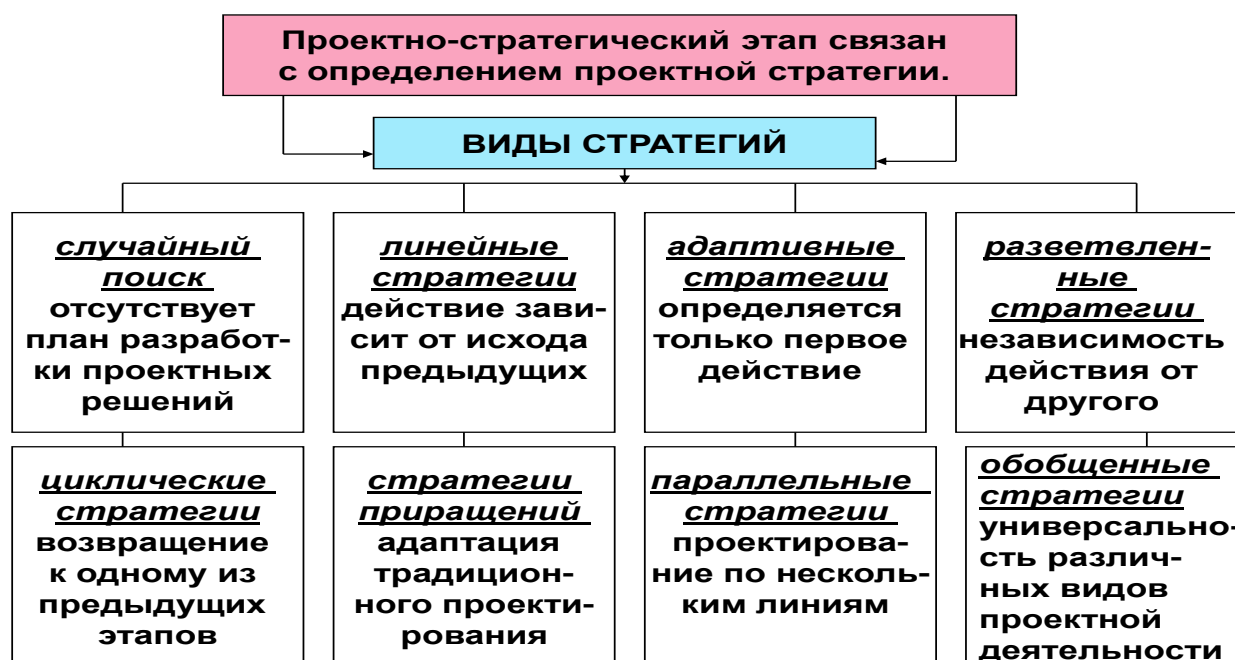 Проектно-стратегический этап связан
с определением проектной стратегии.
ВИДЫ СТРАТЕГИЙ
случайный
поиск
отсутствует
план разработ-
ки проектных
решений
линейные
стратегии
действие зави-
сит от исхода
предыдущих
адаптивные
стратегии
определяется
только первое
действие
разветвлен-
ные
стратегии
независимость
действия от
другого
циклические
стратегии
возвращение
к одному из
предыдущих
этапов
стратегии
приращений
адаптация
традицион-
ного проекти-
рования
параллельные
стратегии
проектирова-
ние по несколь-
ким линиям
обобщенные
стратегии
универсально-
сть различ-
ных видов
проектной
деятельности